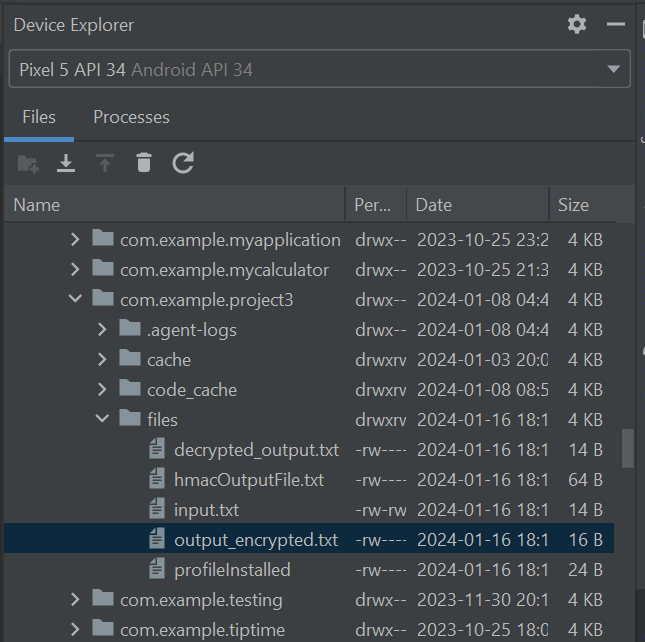 Device Explorer
Pixel 5 API 34 Android API 34
Files Processes
Name Per... Date Size
com.example.myapplication drwx-- 2023-10-25 23:2 4 KB
com.example.mycalculator drwx-- 2023-10-25 21:3 4 KB
com.example.project3 drwx-- 2024-01-08 04:4 4 KB
.agent-logs drwx-- 2024-01-08 04:4 4 KB
cache drwxrv 2024-01-03 20:0 4 KB
code_cache drwxrv 2024-01-08 08:5 4 KB
files drwxrv 2024-01-16 18:1 4 KB
decrypted_output.txt -rw---- 2024-01-16 18:1 14 B
hmacOutputFile.txt -rw---- 2024-01-16 18:1 64 B
input.txt -rw-rw 2024-01-16 18:1 14 B
output_encrypted.txt -rw---- 2024-01-16 18:1 16 B
profileInstalled -rw---- 2024-01-16 18:1 24 B
com.example.testing drwx-- 2023-11-30 20:1 4 KB
com.example.tiptime drwx-- 2023-10-25 18:0 4 KB